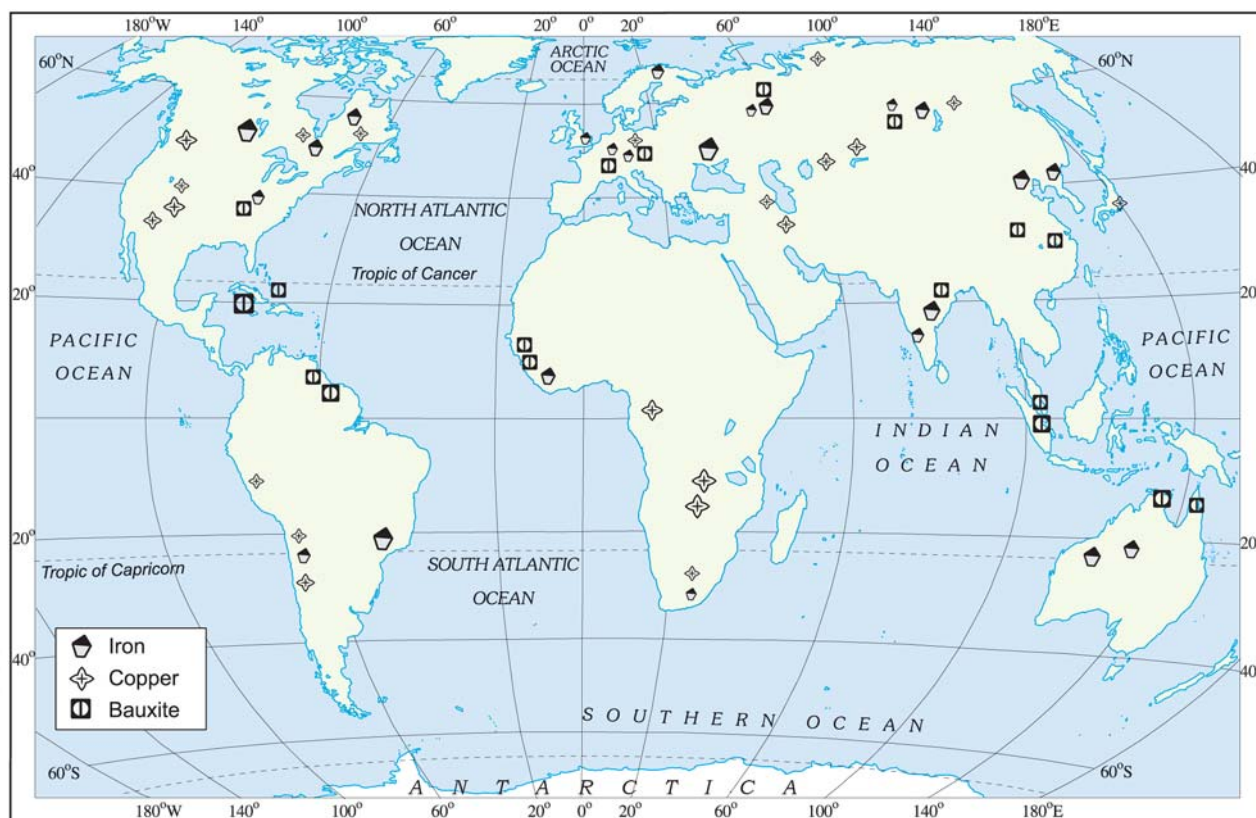 180°W 140° 100° 60° 20° 0° 20° 60° 100° 140° 180°E
60°N
60°N
ARCTIC
OCEAN
40°
40°
NORTH ATLANTIC
OCEAN
Tropic of Cancer
20°
20°
PACIFIC
OCEAN
PACIFIC
OCEAN
INDIAN
OCEAN
20°
20°
Tropic of Capricorn
SOUTH ATLANTIC
OCEAN
Iron
Copper
Bauxite
40°
40°
SOUTHERN OCEAN
60°S
60°S
ANTARCTICA
180°W 140° 100° 60° 20° 0° 20° 60° 100° 140° 180°E